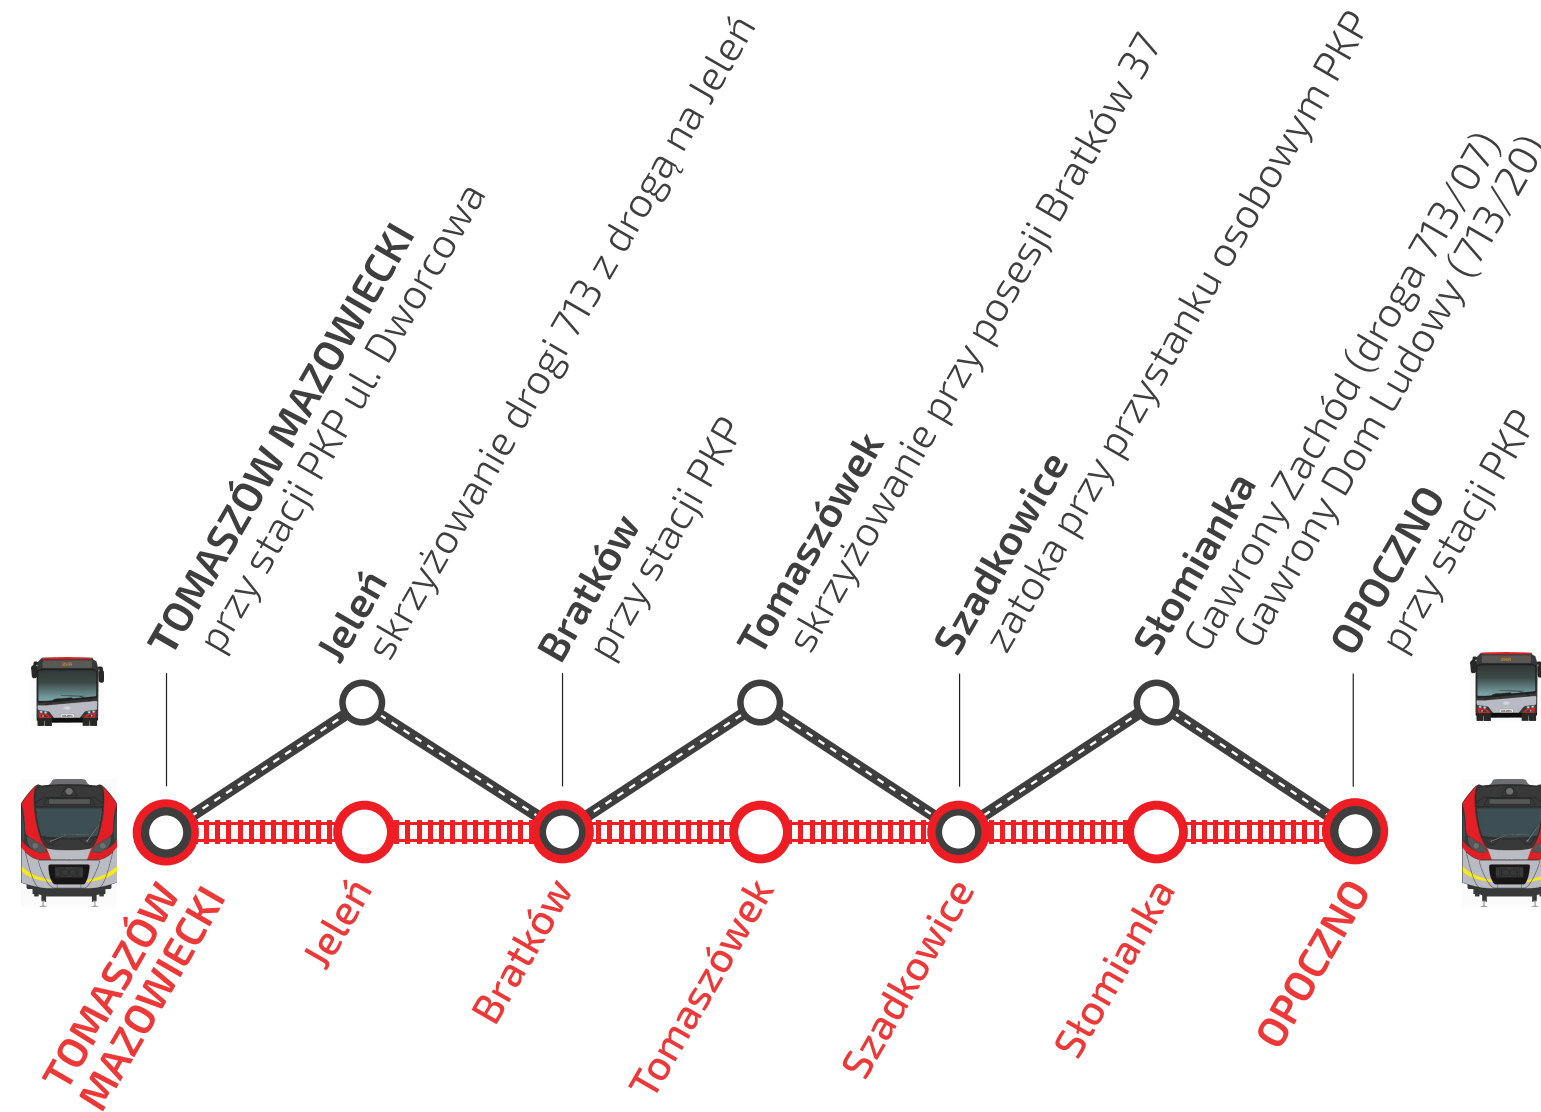 TOMASZÓW MAZOWIECKI
przy stacji PKP ul. Dworcowa
Jeleń
skrzyżowanie drogi 713 z drogą na Jeleń
Bratków
przy stacji PKP
Tomaszówek
skrzyżowanie przy posesji Bratków 37
Szadkowice
zatoka przy przystanku osobowym PKP
Słomianka
Gawrony Zachód (droga 713/07)
Gawrony Dom Ludowy (713/20)
OPOCZNO
przy stacji PKP
TOMASZÓW
MAZOWIECKI
Jeleń
Bratków
Tomaszówek
Szadkowice
Słomianka
OPOCZNO